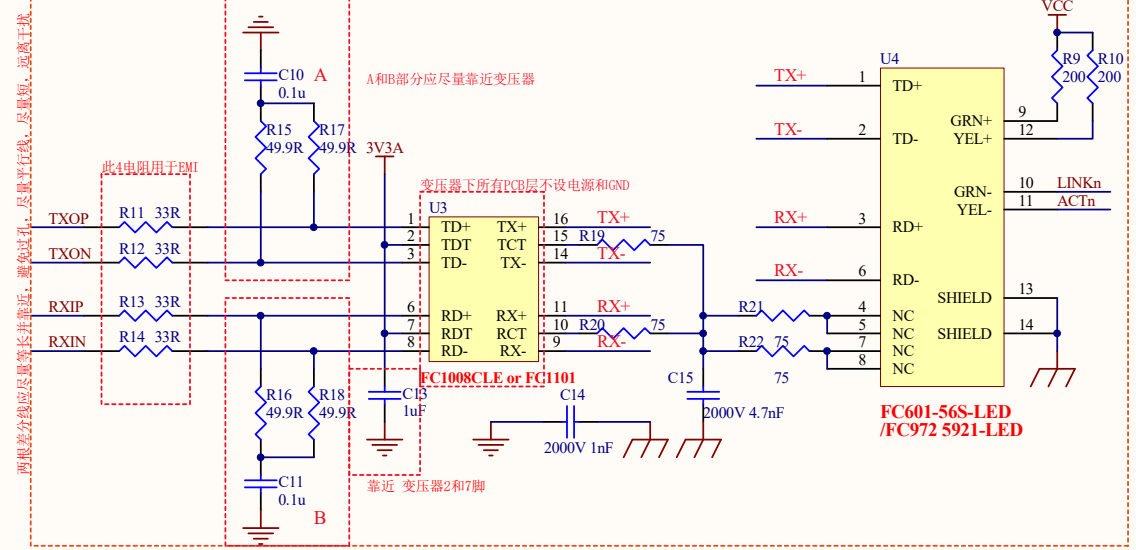 两根差分线应尽量等长并靠近，避免过孔，尽量平行线，尽量短，远离干扰
VCC
C10
0.1u
A
A和B部分应尽量靠近变压器
R15
49.9R
R17
49.9R
3V3A
此4电阻用于EMI
变压器下所有PCB层不设电源和GND
TXOP
R11 33R
TXON
R12 33R
RXIP
R13 33R
RXIN
R14 33R
U3
1 TD+ TX+ 16 TX+
2 TDT TCT 15 R19 75
3 TD- TX- 14 TX-
6 RD+ RX+ 11 RX+
7 RDT RCT 10 R20 75
8 RD- RX- 9 RX-
FC1008CLE or FC1101
R16
49.9R
R18
49.9R
C13
1uF
C11
0.1u
B
靠近 变压器2和7脚
C14
2000V 1nF
C15
2000V 4.7nF
R21
75
R22
75
R9
200
R10
200
U4
TX+ 1 TD+
TX- 2 TD-
RX+ 3 RD+
RX- 6 RD-
4 NC
5 NC
7 NC
8 NC
GRN+ 9
YEL+ 12
GRN- 10 LINKn
YEL- 11 ACTn
SHIELD 13
SHIELD 14
FC601-56S-LED
/FC972 5921-LED